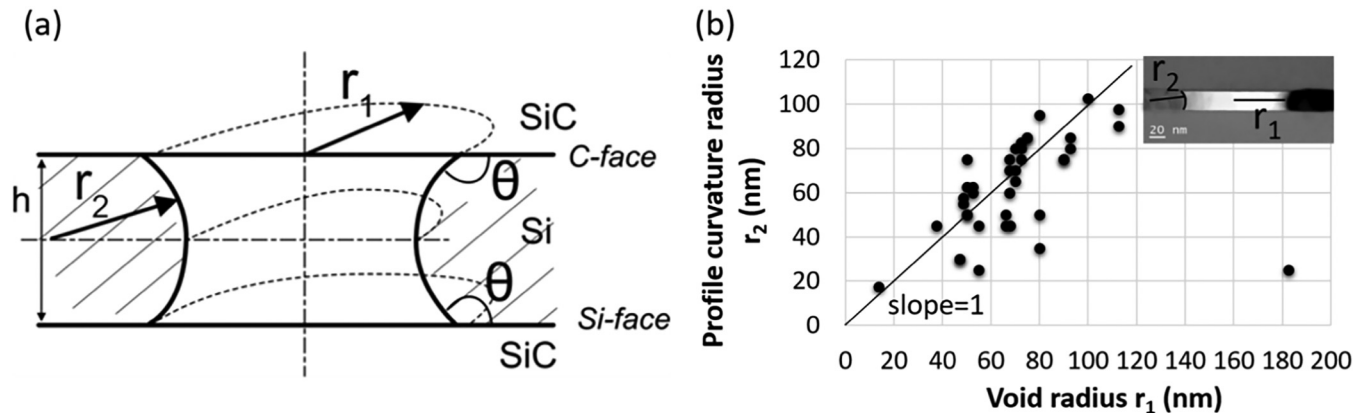 (a)
r1
SiC
C-face
θ
h
r2
Si
θ
Si-face
SiC
(b)
Profile curvature radius
r2 (nm)
120
100
80
60
40
20
0
slope=1
r2
r1
20 nm
0 20 40 60 80 100 120 140 160 180 200
Void radius r1 (nm)